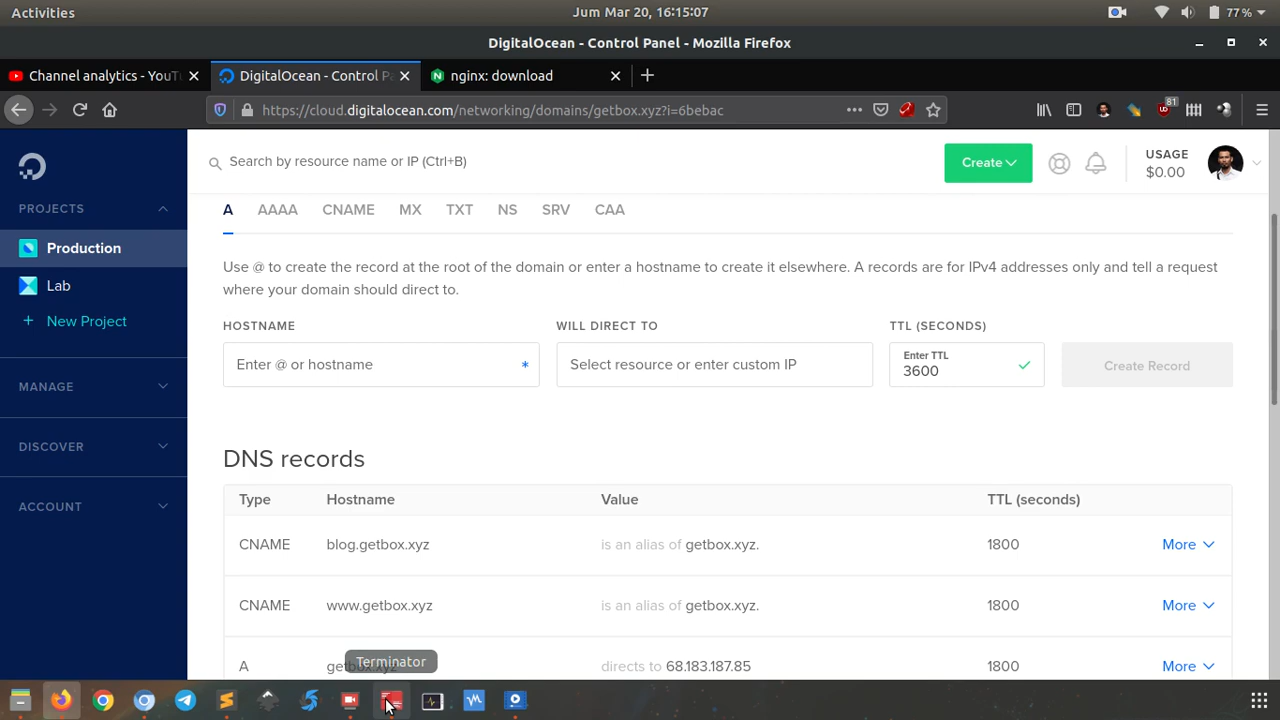 Activities
Jum Mar 20, 16:15:07
77 %
DigitalOcean - Control Panel - Mozilla Firefox
Channel analytics - YouTu
DigitalOcean - Control Pa
nginx: download
https://cloud.digitalocean.com/networking/domains/getbox.xyz?i=6bebac
81
Search by resource name or IP (Ctrl+B)
Create
USAGE
$0.00
PROJECTS
Production
Lab
+ New Project
MANAGE
DISCOVER
ACCOUNT
A AAAA CNAME MX TXT NS SRV CAA
Use @ to create the record at the root of the domain or enter a hostname to create it elsewhere. A records are for IPv4 addresses only and tell a request
where your domain should direct to.
HOSTNAME WILL DIRECT TO TTL (SECONDS)
Enter @ or hostname *
Select resource or enter custom IP
Enter TTL
3600
Create Record
DNS records
Type Hostname Value TTL (seconds)
CNAME blog.getbox.xyz is an alias of getbox.xyz. 1800 More
CNAME www.getbox.xyz is an alias of getbox.xyz. 1800 More
A getbox.xyz directs to 68.183.187.85 1800 More
Terminator